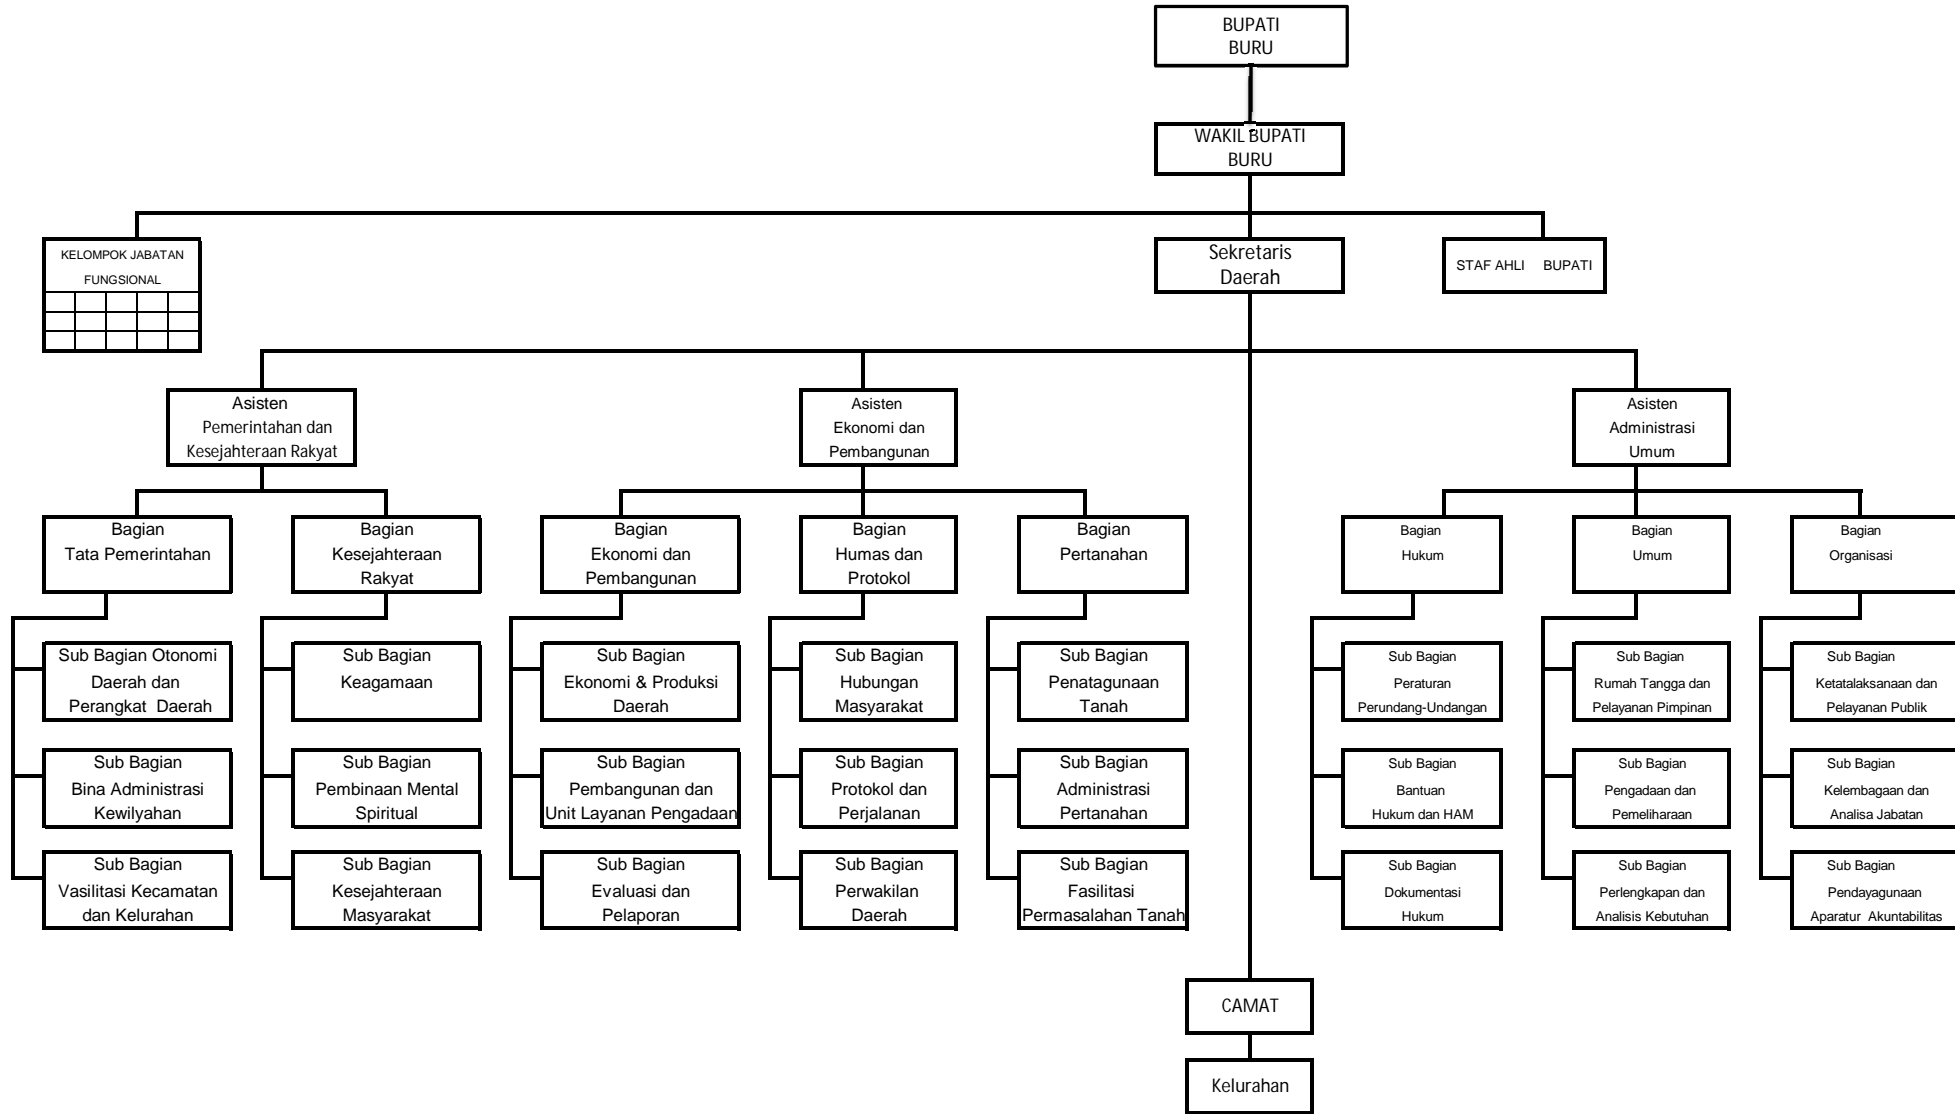 BUPATI
BURU
WAKIL BUPATI
BURU
KELOMPOK JABATAN
FUNGSIONAL
Sekretaris
Daerah
STAF AHLI BUPATI
Asisten
Pemerintahan dan
Kesejahteraan Rakyat
Asisten
Ekonomi dan
Pembangunan
Asisten
Administrasi
Umum
Bagian
Tata Pemerintahan
Bagian
Kesejahteraan
Rakyat
Bagian
Ekonomi dan
Pembangunan
Bagian
Humas dan
Protokol
Bagian
Pertanahan
Bagian
Hukum
Bagian
Umum
Bagian
Organisasi
Sub Bagian Otonomi
Daerah dan
Perangkat Daerah
Sub Bagian
Keagamaan
Sub Bagian
Ekonomi & Produksi
Daerah
Sub Bagian
Hubungan
Masyarakat
Sub Bagian
Penatagunaan
Tanah
Sub Bagian
Peraturan
Perundang-Undangan
Sub Bagian
Rumah Tangga dan
Pelayanan Pimpinan
Sub Bagian
Ketatalaksanaan dan
Pelayanan Publik
Sub Bagian
Bina Administrasi
Kewilyahan
Sub Bagian
Pembinaan Mental
Spiritual
Sub Bagian
Pembangunan dan
Unit Layanan Pengadaan
Sub Bagian
Protokol dan
Perjalanan
Sub Bagian
Administrasi
Pertanahan
Sub Bagian
Bantuan
Hukum dan HAM
Sub Bagian
Pengadaan dan
Pemeliharaan
Sub Bagian
Kelembagaan dan
Analisa Jabatan
Sub Bagian
Vasilitasi Kecamatan
dan Kelurahan
Sub Bagian
Kesejahteraan
Masyarakat
Sub Bagian
Evaluasi dan
Pelaporan
Sub Bagian
Perwakilan
Daerah
Sub Bagian
Fasilitasi
Permasalahan Tanah
Sub Bagian
Dokumentasi
Hukum
Sub Bagian
Perlengkapan dan
Analisis Kebutuhan
Sub Bagian
Pendayagunaan
Aparatur Akuntabilitas
CAMAT
Kelurahan